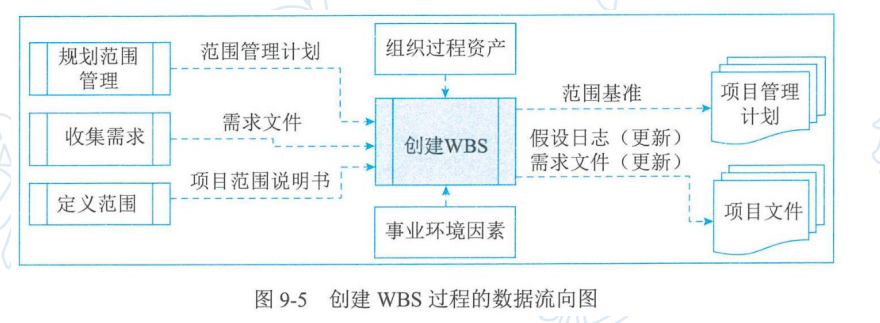 规划范围
管理
范围管理计划
组织过程资产
收集需求
需求文件
创建WBS
范围基准
项目管理
计划
假设日志（更新）
需求文件（更新）
定义范围
项目范围说明书
事业环境因素
项目文件
图 9-5 创建 WBS 过程的数据流向图